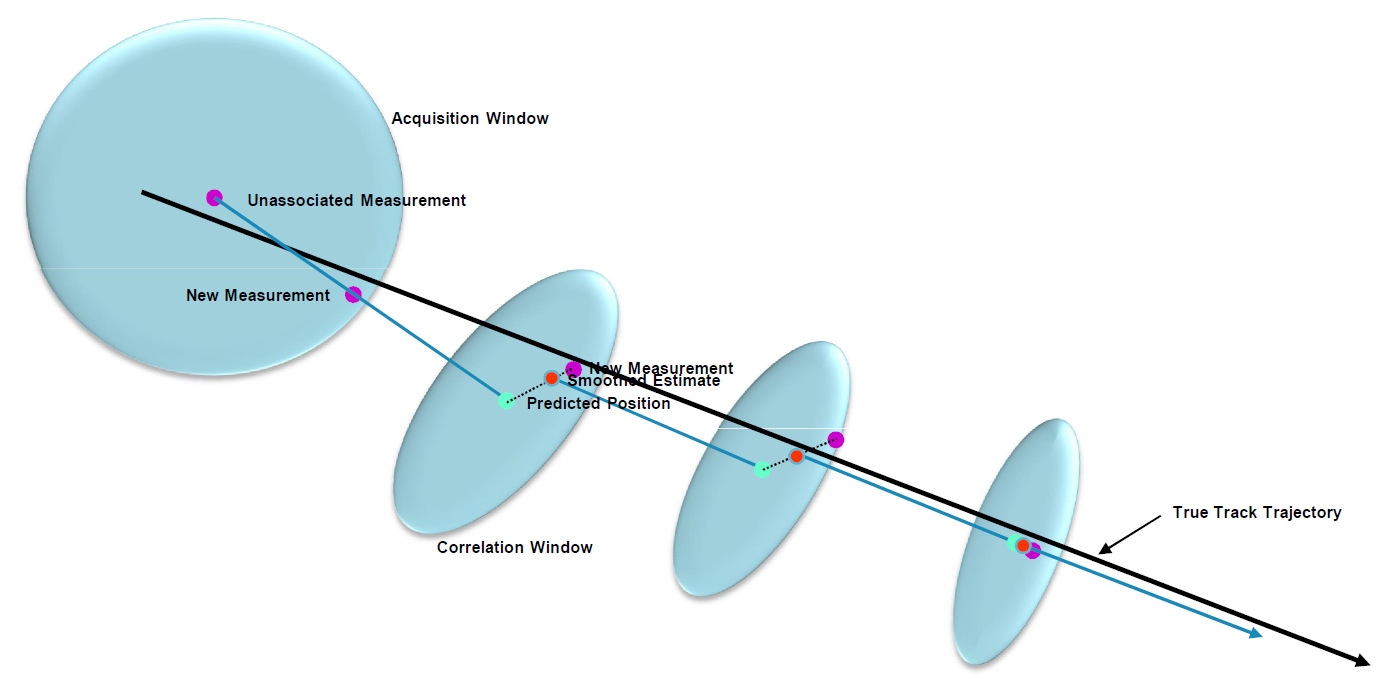 Acquisition Window
Unassociated Measurement
New Measurement
New Measurement
Smoothed Estimate
Predicted Position
Correlation Window
True Track Trajectory